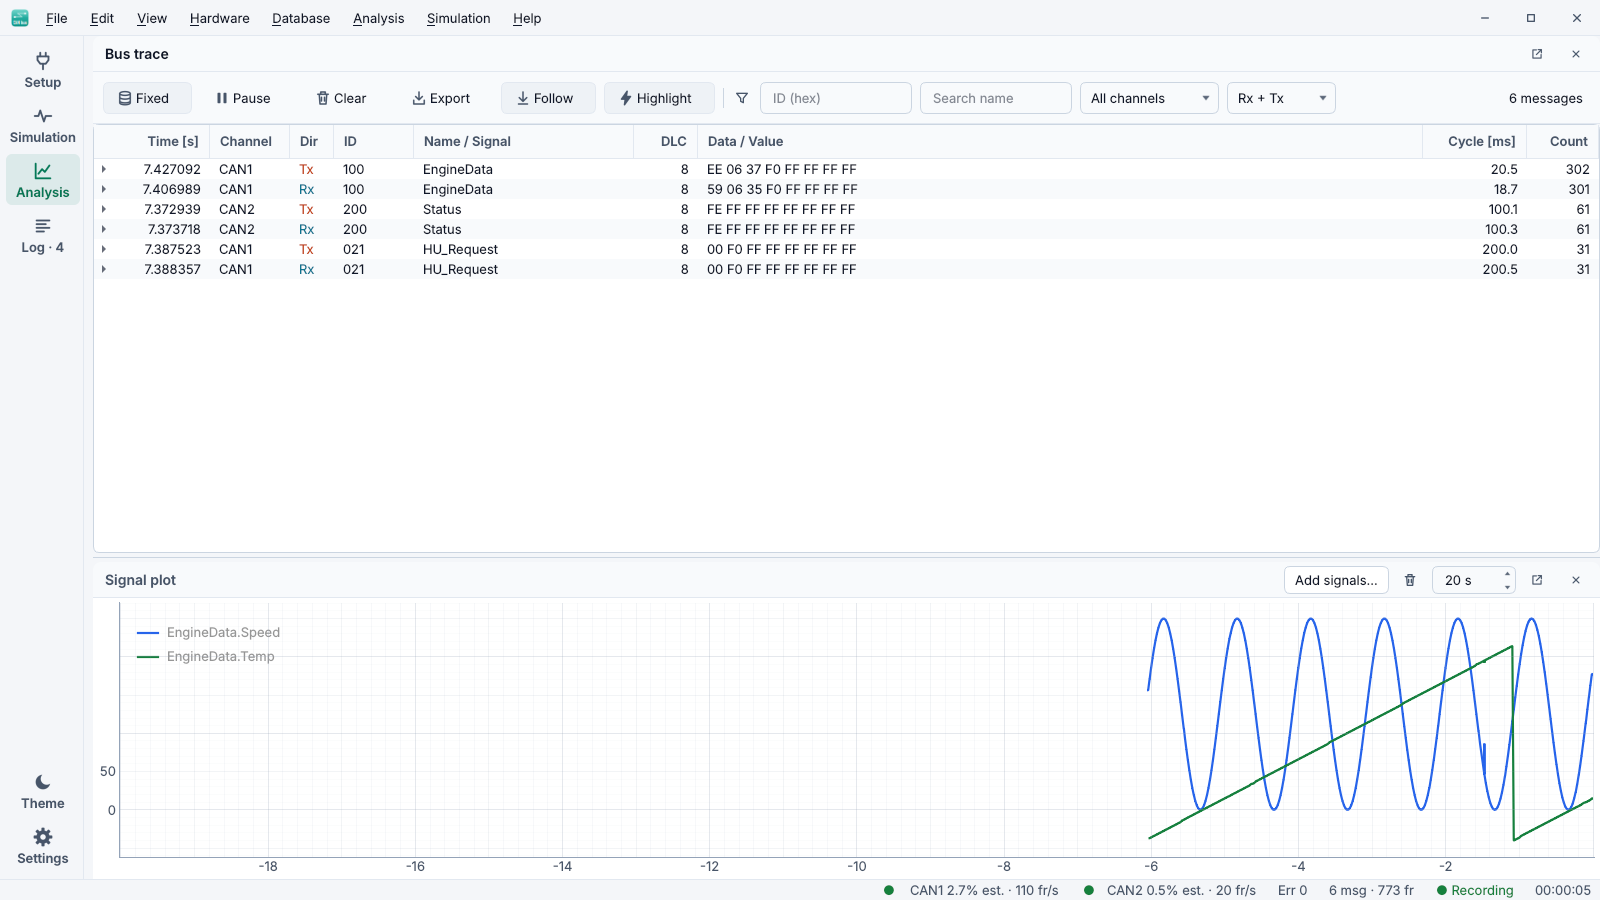 File Edit View Hardware Database Analysis Simulation Help
Bus trace
Setup
Simulation
Analysis
Log · 4
Theme
Settings
Fixed Pause Clear Export Follow Highlight ID (hex) Search name All channels Rx + Tx 6 messages
Time [s] Channel Dir ID Name / Signal DLC Data / Value Cycle [ms] Count
7.427092 CAN1 Tx 100 EngineData 8 EE 06 37 F0 FF FF FF FF 20.5 302
7.406989 CAN1 Rx 100 EngineData 8 59 06 35 F0 FF FF FF FF 18.7 301
7.372939 CAN2 Tx 200 Status 8 FE FF FF FF FF FF FF FF 100.1 61
7.373718 CAN2 Rx 200 Status 8 FE FF FF FF FF FF FF FF 100.3 61
7.387523 CAN1 Tx 021 HU_Request 8 00 F0 FF FF FF FF FF FF 200.0 31
7.388357 CAN1 Rx 021 HU_Request 8 00 F0 FF FF FF FF FF FF 200.5 31
Signal plot Add signals... 20 s
EngineData.Speed
EngineData.Temp
50
0
-18 -16 -14 -12 -10 -8 -6 -4 -2
CAN1 2.7% est. · 110 fr/s CAN2 0.5% est. · 20 fr/s Err 0 6 msg · 773 fr Recording 00:00:05